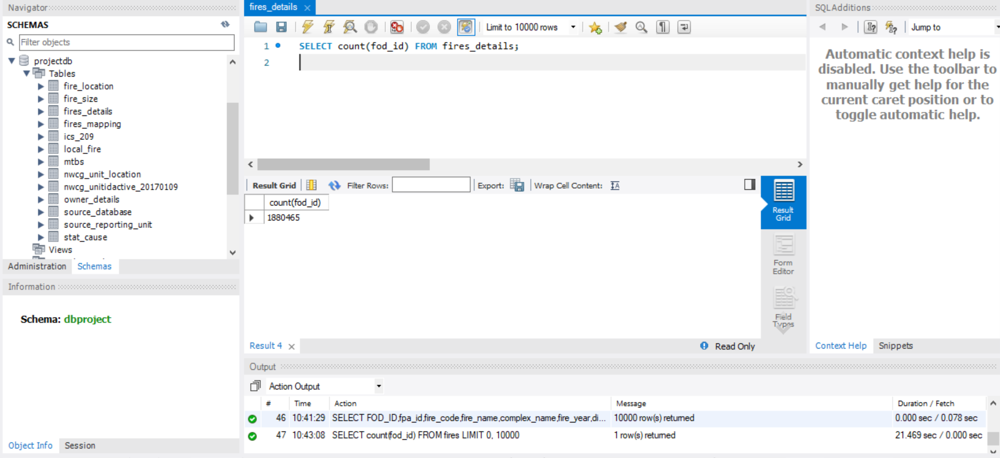 Navigator
SCHEMAS
Filter objects
projectdb
Tables
fire_location
fire_size
fires_details
fires_mapping
ics_209
local_fire
mtbs
nwcg_unit_location
nwcg_unitidactive_20170109
owner_details
source_database
source_reporting_unit
stat_cause
Views
Administration Schemas
Information
Schema: dbproject
Object Info Session
fires_details
Limit to 10000 rows
1 SELECT count(fod_id) FROM fires_details;
2
Result Grid Filter Rows: Export: Wrap Cell Content: IA
count(fod_id)
1880465
Result
Grid
Form
Editor
Field
Types
Result 4 Read Only
SQLAdditions
Jump to
Automatic context help is
disabled. Use the toolbar to
manually get help for the
current caret position or to
toggle automatic help.
Context Help Snippets
Output
Action Output
# Time Action Message Duration / Fetch
46 10:41:29 SELECT FOD_ID,fpa_id,fire_code,fire_name,complex_name,fire_year,di... 10000 row(s) returned 0.000 sec / 0.078 sec
47 10:43:08 SELECT count(fod_id) FROM fires LIMIT 0, 10000 1 row(s) returned 21.469 sec / 0.000 sec